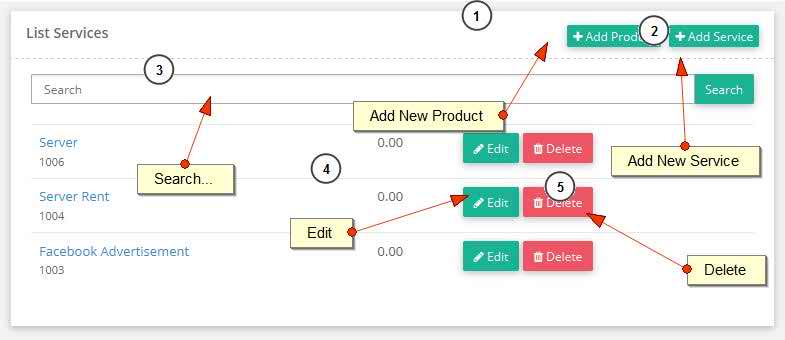 1
List Services
+ Add Produ
2
+ Add Service
3
Search
Search
Add New Product
Server
0.00
Edit
Delete
1006
4
Search...
Add New Service
Server Rent
0.00
Edit
5
Delete
1004
Edit
Facebook Advertisement
0.00
Edit
Delete
1003
Delete